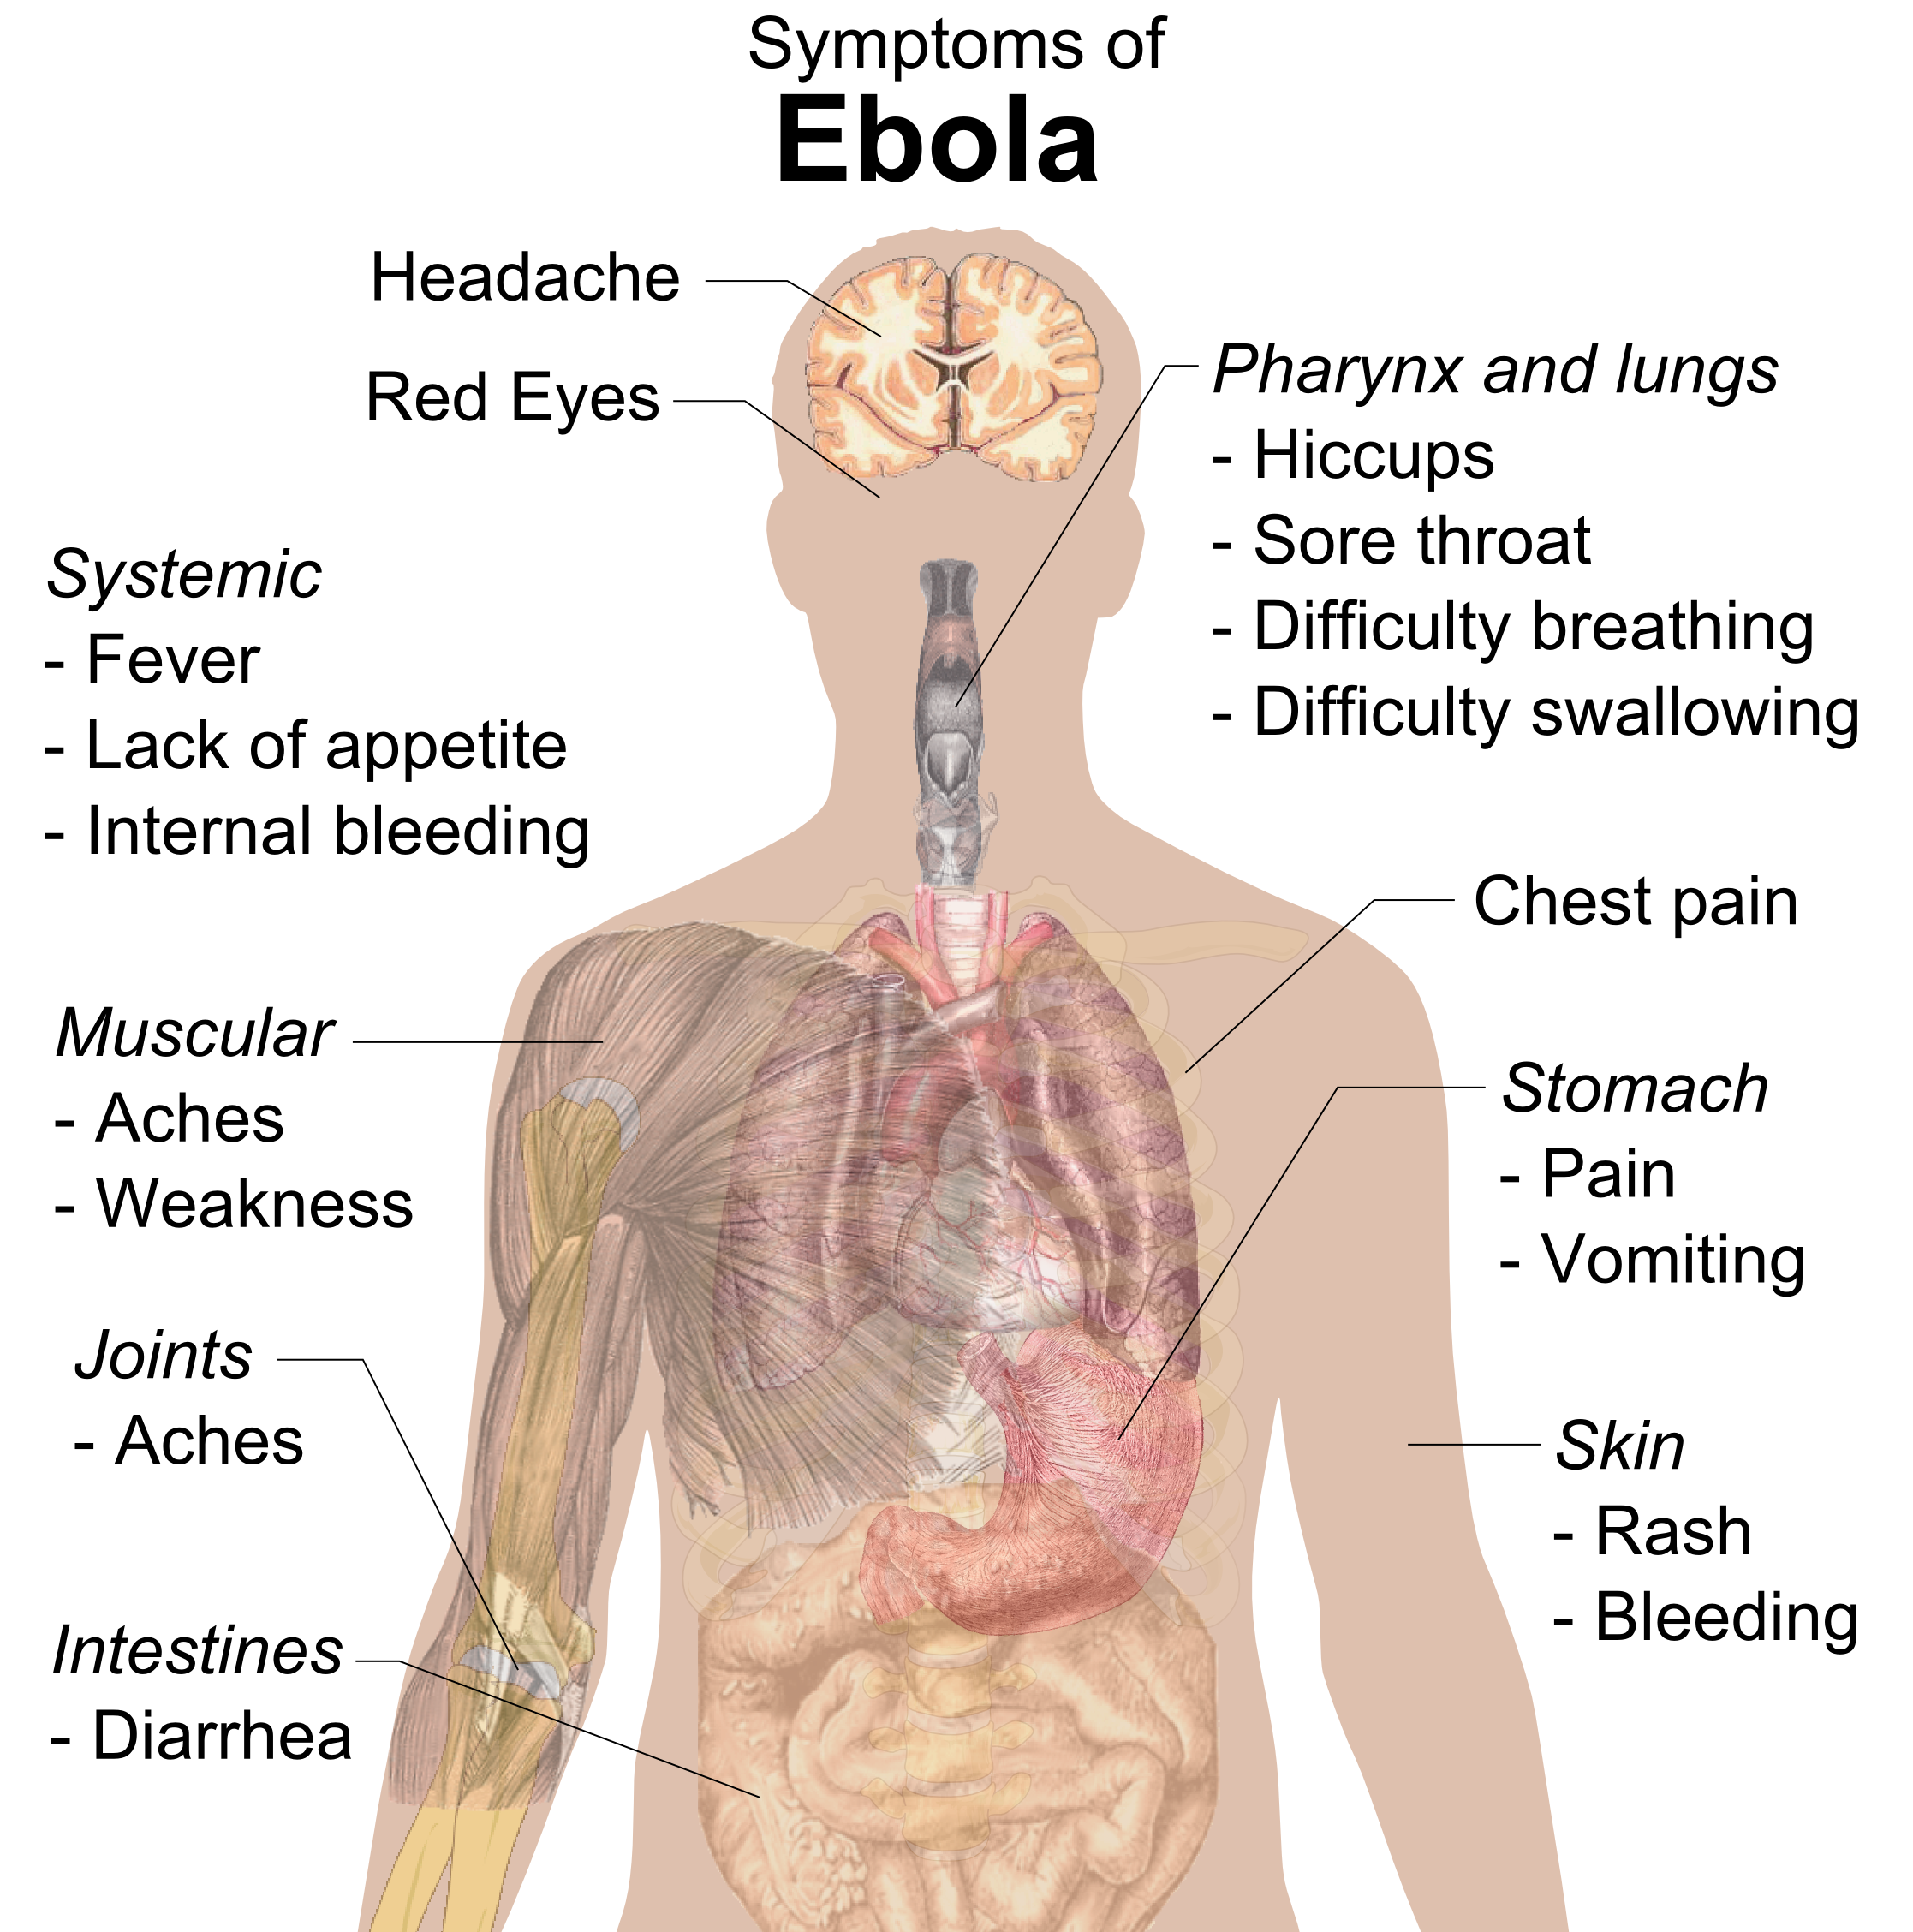 Symptoms of
Ebola
Headache
Red Eyes
Systemic
- Fever
- Lack of appetite
- Internal bleeding
Muscular
- Aches
- Weakness
Joints
- Aches
Intestines
- Diarrhea
Pharynx and lungs
- Hiccups
- Sore throat
- Difficulty breathing
- Difficulty swallowing
Chest pain
Stomach
- Pain
- Vomiting
Skin
- Rash
- Bleeding